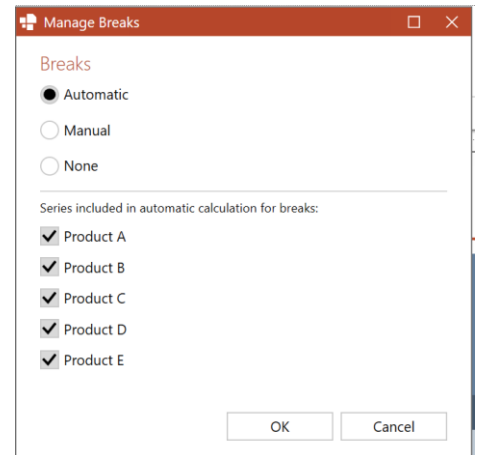 Manage Breaks
Breaks
Automatic
Manual
None
Series included in automatic calculation for breaks:
Product A
Product B
Product C
Product D
Product E
OK Cancel